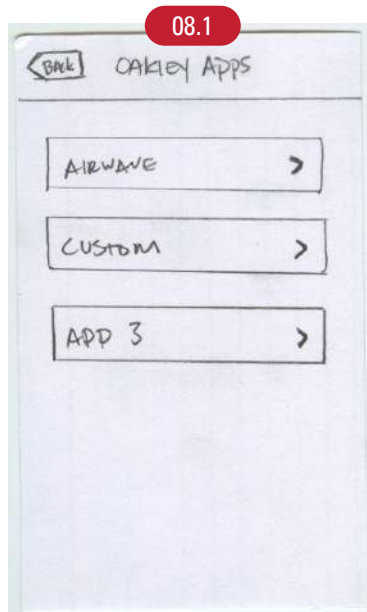 08.1
BACK OAKLEY APPS
AIRWAVE >
CUSTOM >
APP 3 >